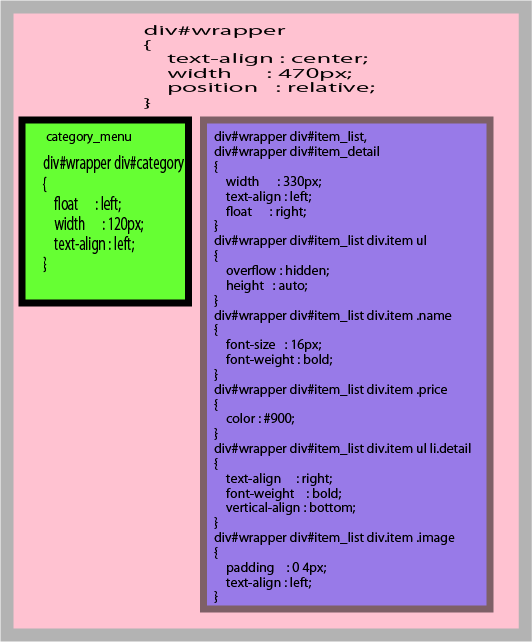 div#wrapper
{
text-align : center;
width : 470px;
position : relative;
}
category_menu
div#wrapper div#category
{
float : left;
width : 120px;
text-align : left;
}
div#wrapper div#item_list,
div#wrapper div#item_detail
{
width : 330px;
text-align : left;
float : right;
}
div#wrapper div#item_list div.item ul
{
overflow : hidden;
height : auto;
}
div#wrapper div#item_list div.item .name
{
font-size : 16px;
font-weight : bold;
}
div#wrapper div#item_list div.item .price
{
color : #900;
}
div#wrapper div#item_list div.item ul li.detail
{
text-align : right;
font-weight : bold;
vertical-align : bottom;
}
div#wrapper div#item_list div.item .image
{
padding : 0 4px;
text-align : left;
}